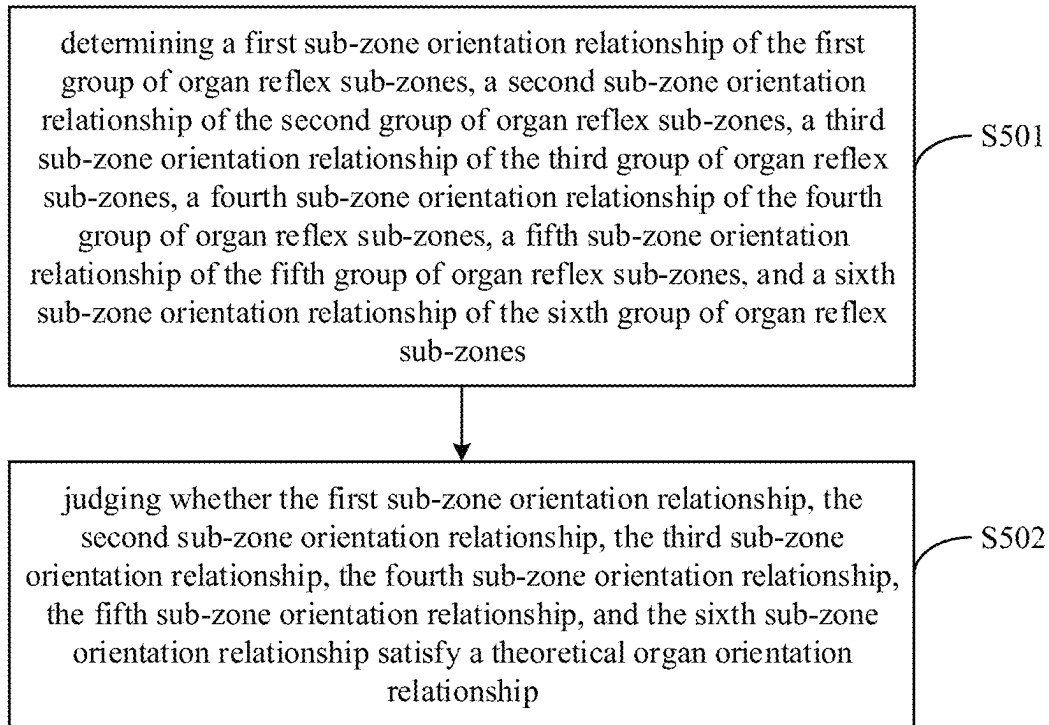 determining a first sub-zone orientation relationship of the first
group of organ reflex sub-zones, a second sub-zone orientation
relationship of the second group of organ reflex sub-zones, a third
sub-zone orientation relationship of the third group of organ reflex
sub-zones, a fourth sub-zone orientation relationship of the fourth
group of organ reflex sub-zones, a fifth sub-zone orientation
relationship of the fifth group of organ reflex sub-zones, and a sixth
sub-zone orientation relationship of the sixth group of organ reflex
sub-zones
S501
judging whether the first sub-zone orientation relationship, the
second sub-zone orientation relationship, the third sub-zone
orientation relationship, the fourth sub-zone orientation relationship,
the fifth sub-zone orientation relationship, and the sixth sub-zone
orientation relationship satisfy a theoretical organ orientation
relationship
S502